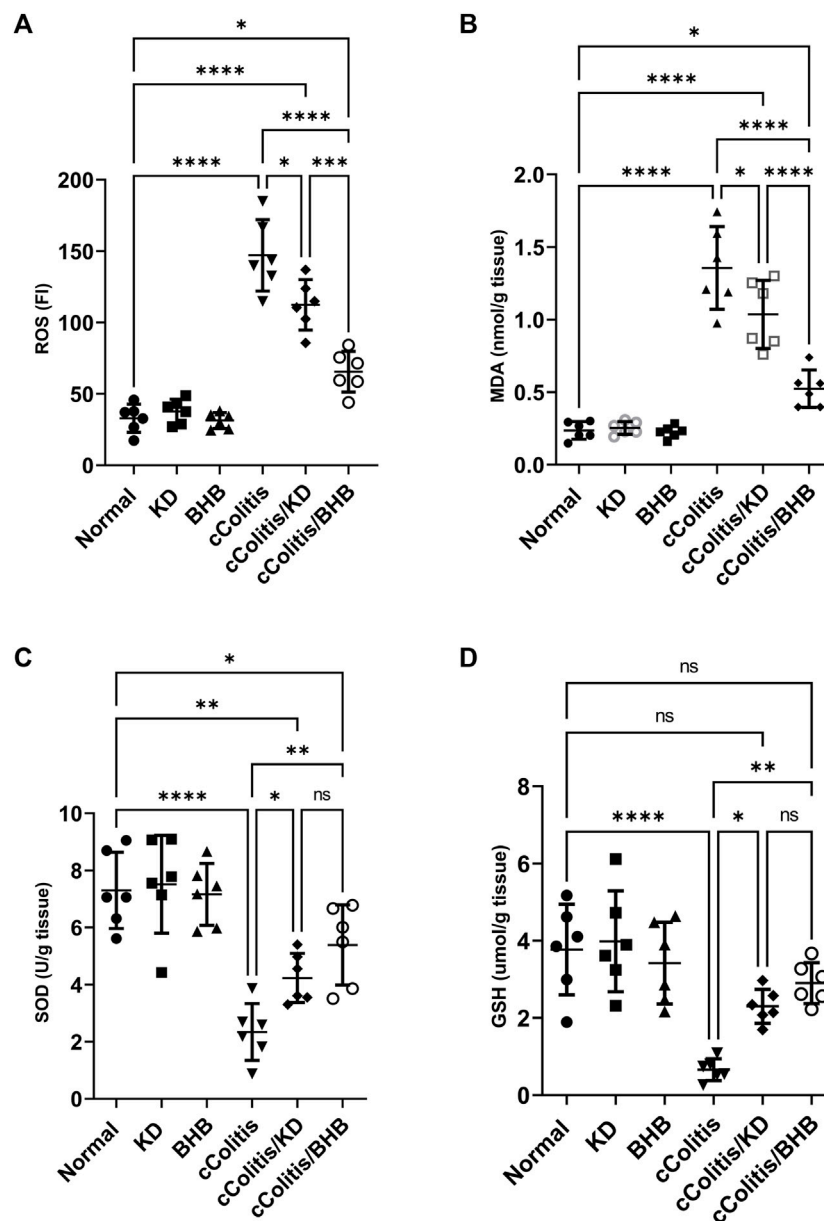 A
*
****
****
****
*
***
200
150
100
50
0
ROS (FI)
Normal
KD
BHB
cColitis
cColitis/KD
cColitis/BHB
B
*
****
****
****
*
****
2.0
1.5
1.0
0.5
0.0
MDA (nmol/g tissue)
Normal
KD
BHB
cColitis
cColitis/KD
cColitis/BHB
C
*
**
**
****
*
ns
10
8
6
4
2
0
SOD (U/g tissue)
Normal
KD
BHB
cColitis
cColitis/KD
cColitis/BHB
D
ns
ns
**
****
*
ns
8
6
4
2
0
GSH (umol/g tissue)
Normal
KD
BHB
cColitis
cColitis/KD
cColitis/BHB